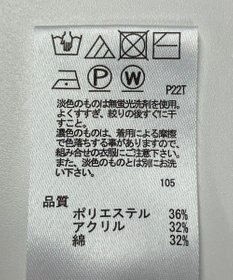 P W P22T
淡色のものは無蛍光洗剤を使用。
よくすすぎ、絞りの後すぐに干
すこと。
濃色のものは、着用による摩擦
で色落ちする事がありますので、
組み合せの衣服にご注意下さい。
また、淡色のものとは別にお洗
い下さい。
105
品質
ポリエステル 36%
アクリル 32%
綿 32%